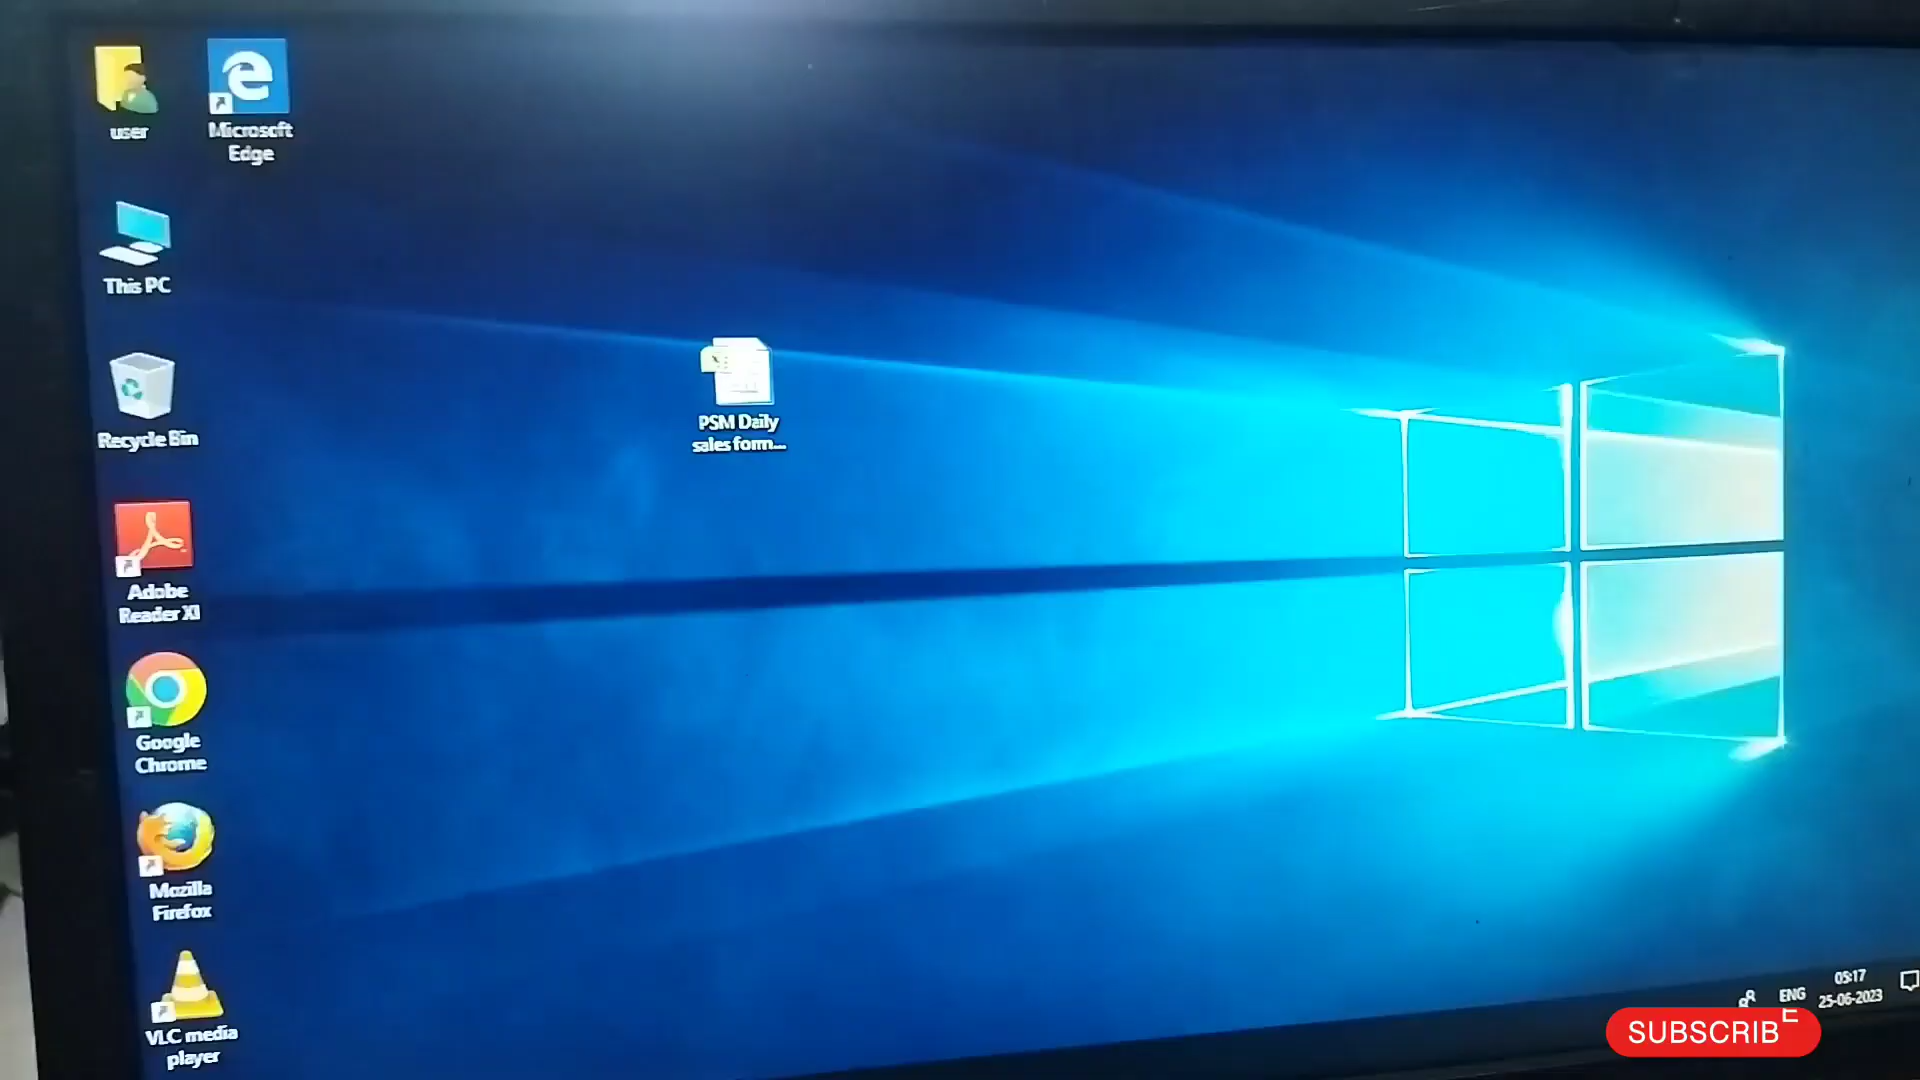 user
Microsoft
Edge
This PC
Recycle Bin
PSM Daily
sales form...
Adobe
Reader XI
Google
Chrome
Mozilla
Firefox
VLC media
player
ENG
05:17
25-06-2023
SUBSCRIB
E